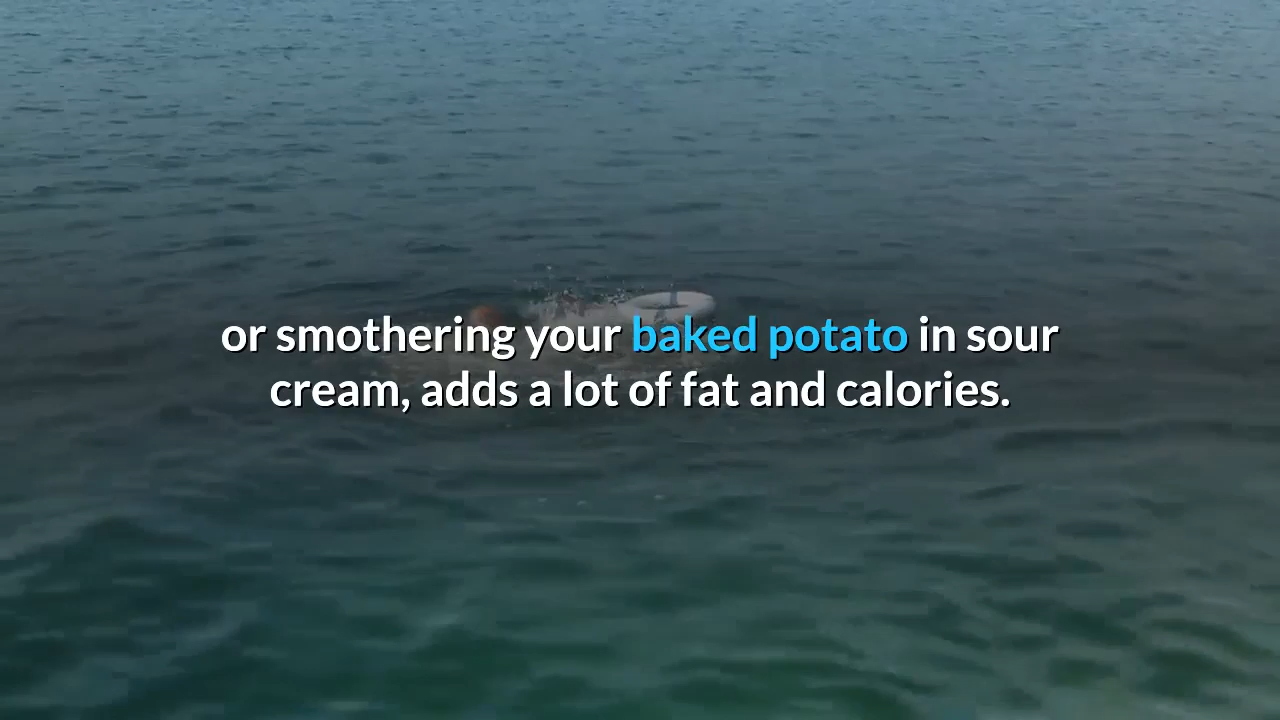 or smothering your baked potato in sour
cream, adds a lot of fat and calories.